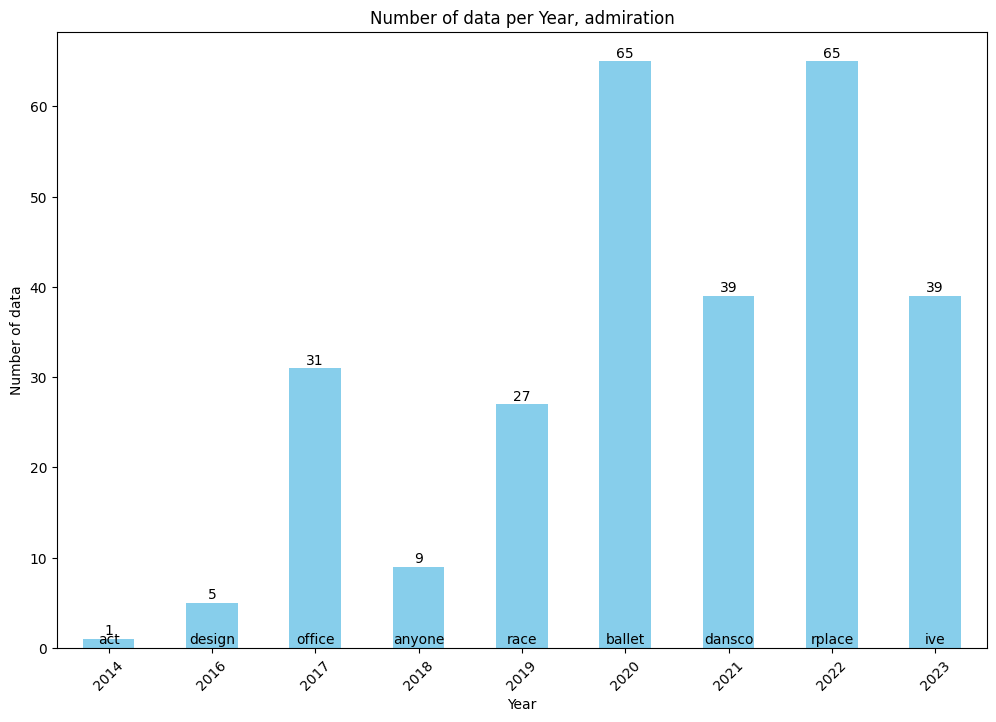 Number of data per Year, admiration
Number of data
60
50
40
30
20
10
0
1
5
31
9
27
65
39
65
39
act
design
office
anyone
race
ballet
dansco
rplace
ive
2014
2016
2017
2018
2019
2020
2021
2022
2023
Year